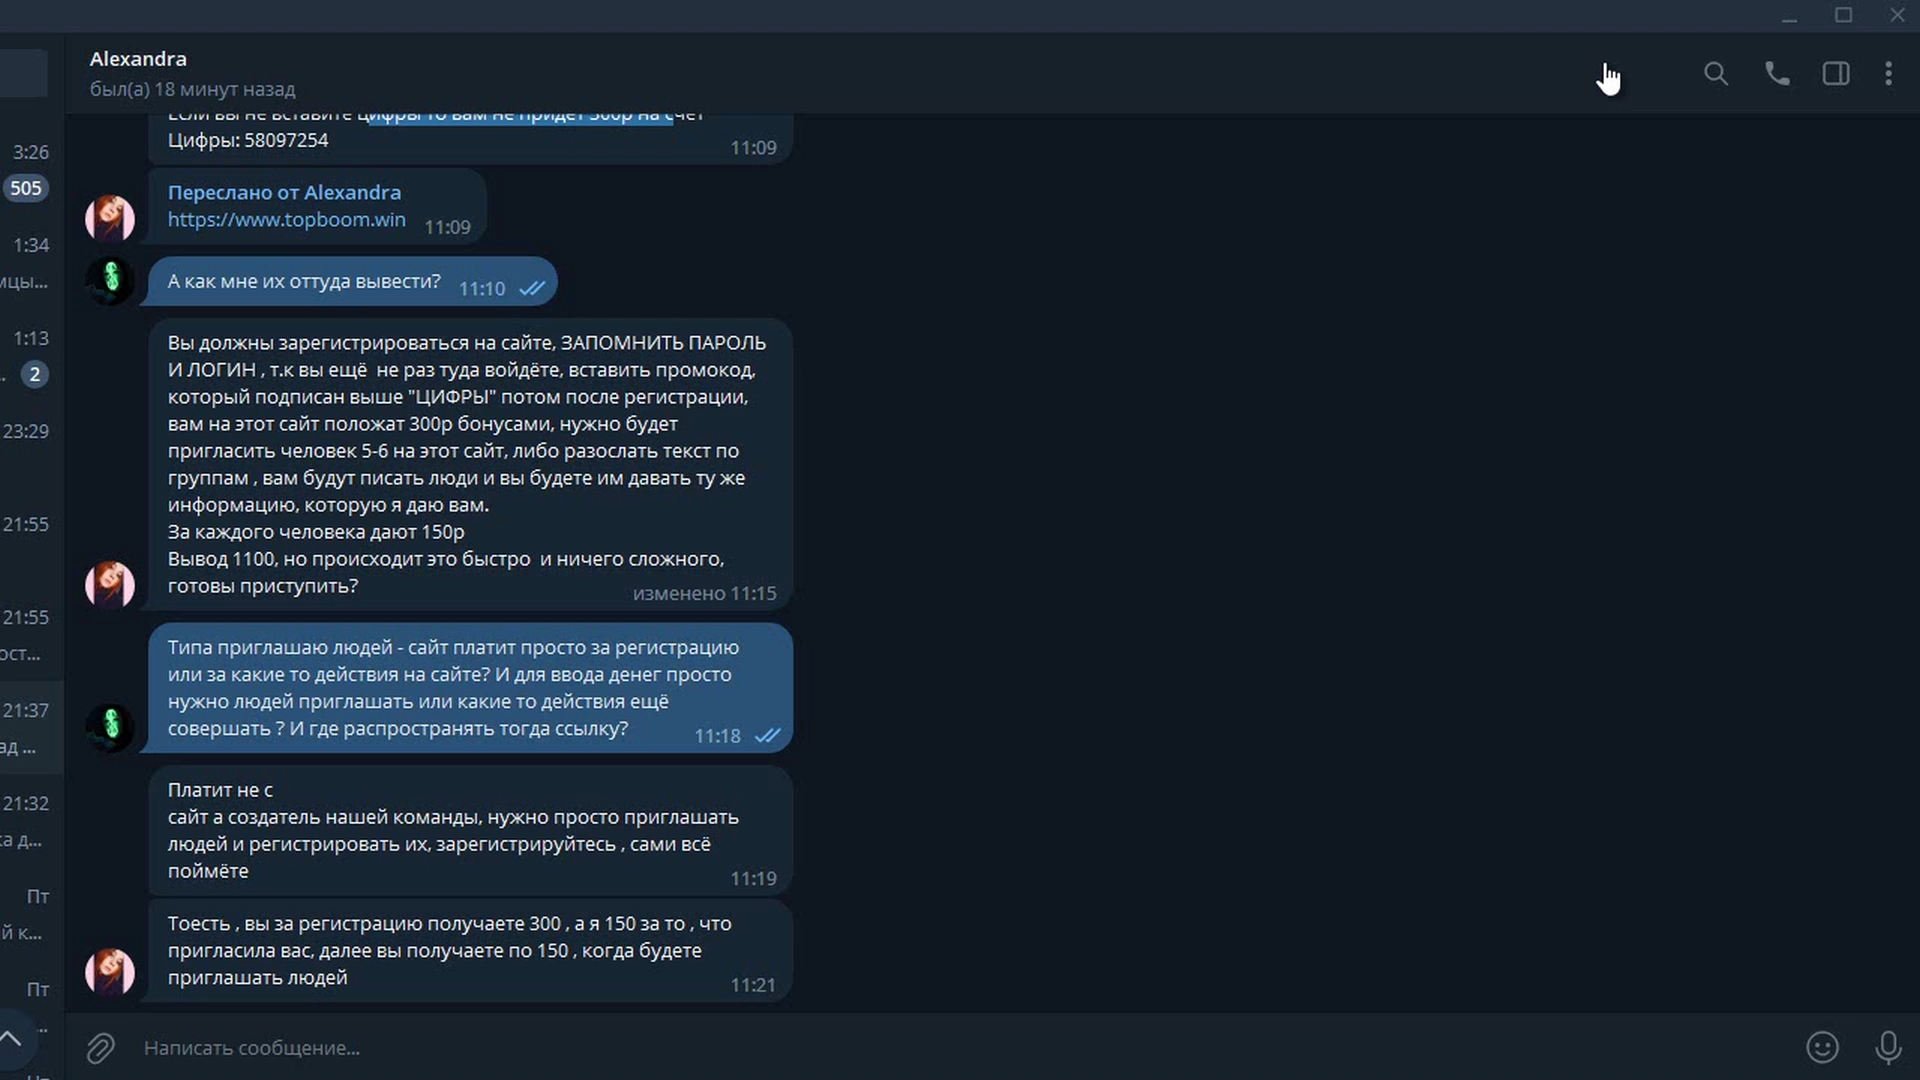 Alexandra
был(а) 18 минут назад
Если вы не вставите цифры то вам не придёт 300р на счёт
Цифры: 58097254
11:09
3:26
505
Переслано от Alexandra
https://www.topboom.win 11:09
1:34
мцы...
А как мне их оттуда вывести? 11:10
1:13
2
Вы должны зарегистрироваться на сайте, ЗАПОМНИТЬ ПАРОЛЬ
И ЛОГИН , т.к вы ещё  не раз туда войдёте, вставить промокод,
который подписан выше "ЦИФРЫ" потом после регистрации,
вам на этот сайт положат 300р бонусами, нужно будет
пригласить человек 5-6 на этот сайт, либо разослать текст по
группам , вам будут писать люди и вы будете им давать ту же
информацию, которую я даю вам.
За каждого человека дают 150р
Вывод 1100, но происходит это быстро  и ничего сложного,
готовы приступить?
изменено 11:15
23:29
21:55
21:55
ост...
Типа приглашаю людей - сайт платит просто за регистрацию
или за какие то действия на сайте? И для ввода денег просто
нужно людей приглашать или какие то действия ещё
совершать ? И где распространять тогда ссылку?
11:18
21:37
ад ...
Платит не с
сайт а создатель нашей команды, нужно просто приглашать
людей и регистрировать их, зарегистрируйтесь , сами всё
поймёте
11:19
21:32
ка д...
Пт
й к...
Тоесть , вы за регистрацию получаете 300 , а я 150 за то , что
пригласила вас, далее вы получаете по 150 , когда будете
приглашать людей
11:21
Пт
...
Написать сообщение...